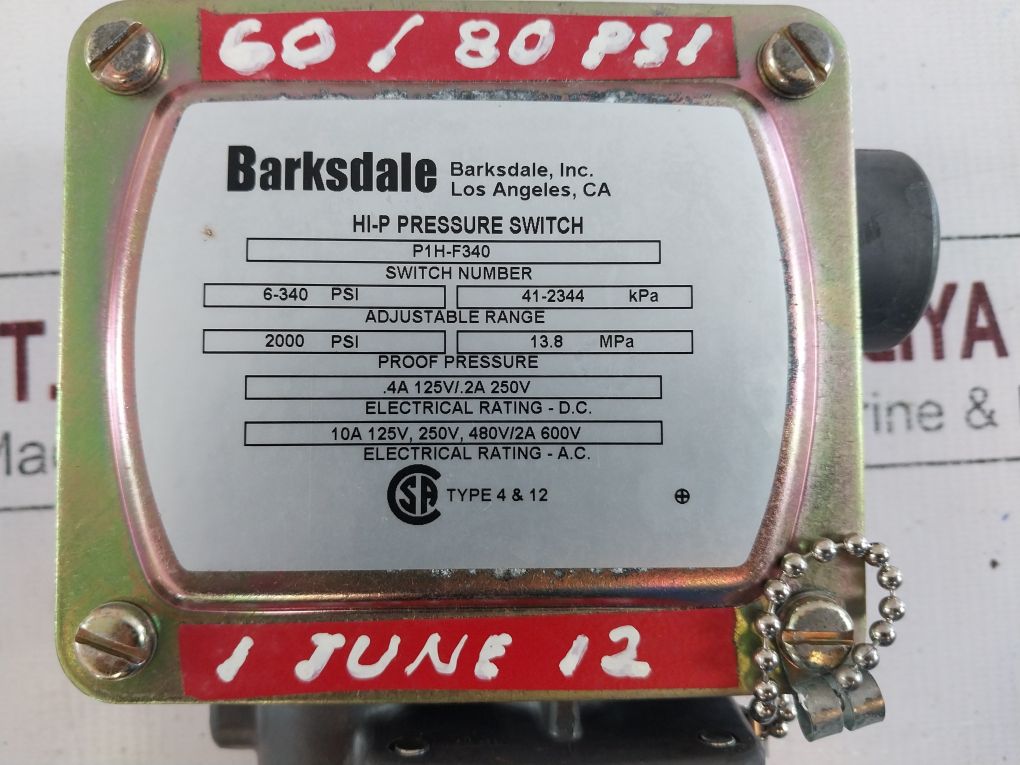 60 / 80 PSI
Barksdale Barksdale, Inc.
Los Angeles, CA
HI-P PRESSURE SWITCH
P1H-F340
SWITCH NUMBER
6-340 PSI 41-2344 kPa
ADJUSTABLE RANGE
2000 PSI 13.8 MPa
PROOF PRESSURE
.4A 125V/.2A 250V
ELECTRICAL RATING - D.C.
10A 125V, 250V, 480V/2A 600V
ELECTRICAL RATING - A.C.
CSA TYPE 4 & 12
1 JUNE 12